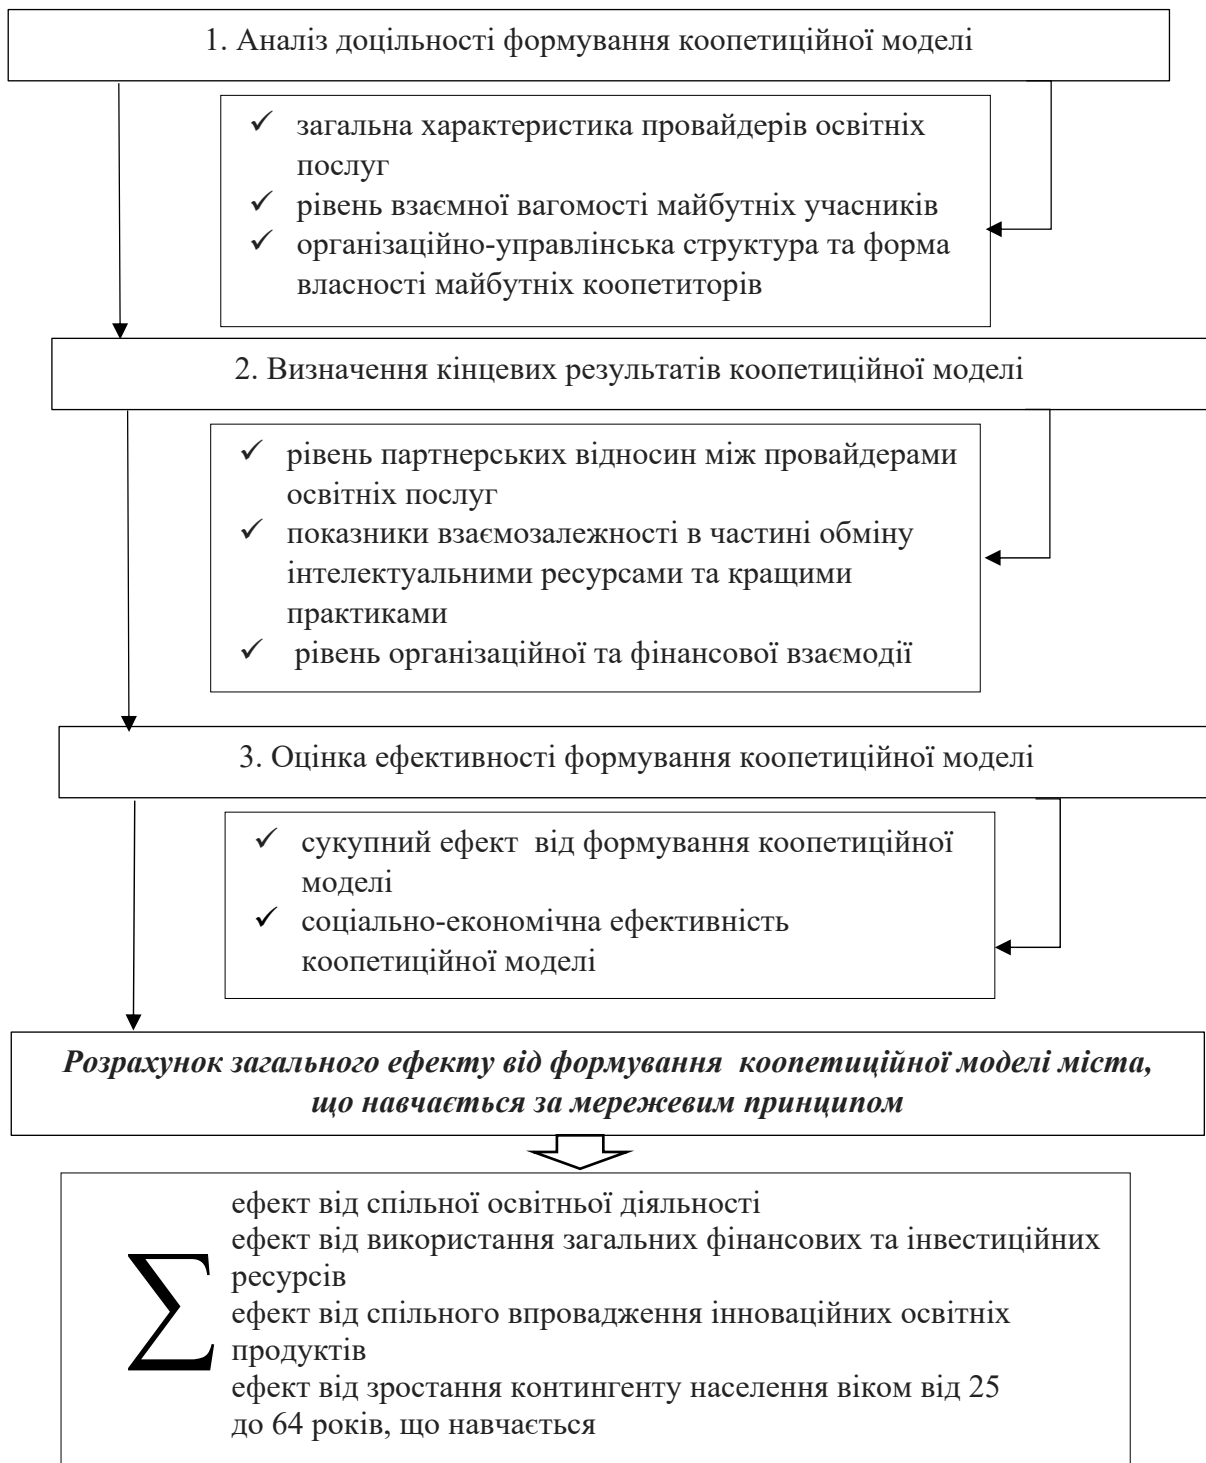 1. Аналіз доцільності формування коопетиційної моделі
✓ загальна характеристика провайдерів освітніх
послуг
✓ рівень взаємної вагомості майбутніх учасників
✓ організаційно-управлінська структура та форма
власності майбутніх коопетиторів
2. Визначення кінцевих результатів коопетиційної моделі
✓ рівень партнерських відносин між провайдерами
освітніх послуг
✓ показники взаємозалежності в частині обміну
інтелектуальними ресурсами та кращими
практиками
✓ рівень організаційної та фінансової взаємодії
3. Оцінка ефективності формування коопетиційної моделі
✓ сукупний ефект від формування коопетиційної
моделі
✓ соціально-економічна ефективність
коопетиційної моделі
Розрахунок загального ефекту від формування коопетиційної моделі міста,
що навчається за мережевим принципом
∑
ефект від спільної освітньої діяльності
ефект від використання загальних фінансових та інвестиційних
ресурсів
ефект від спільного впровадження інноваційних освітніх
продуктів
ефект від зростання контингенту населення віком від 25
до 64 років, що навчається